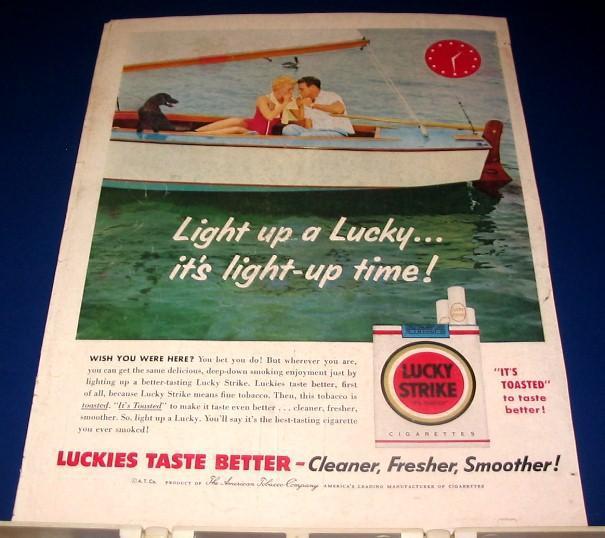 Light up a Lucky...
it's light-up time!
WISH YOU WERE HERE? You bet you do! But wherever you are,
you can get the same delicious, deep-down smoking enjoyment just by
lighting up a better-tasting Lucky Strike. Luckies taste better, first
of all, because Lucky Strike means fine tobacco. Then, this tobacco is
toasted. "It's Toasted" to make it taste even better . . . cleaner, fresher,
smoother. So, light up a Lucky. You'll say it's the best-tasting cigarette
you ever smoked!
LUCKY
STRIKE
"IT'S TOASTED"
CIGARETTES
"IT'S
TOASTED"
to taste
better!
LUCKIES TASTE BETTER - Cleaner, Fresher, Smoother!
©A.T.Co. PRODUCT OF The American Tobacco Company AMERICA'S LEADING MANUFACTURER OF CIGARETTES